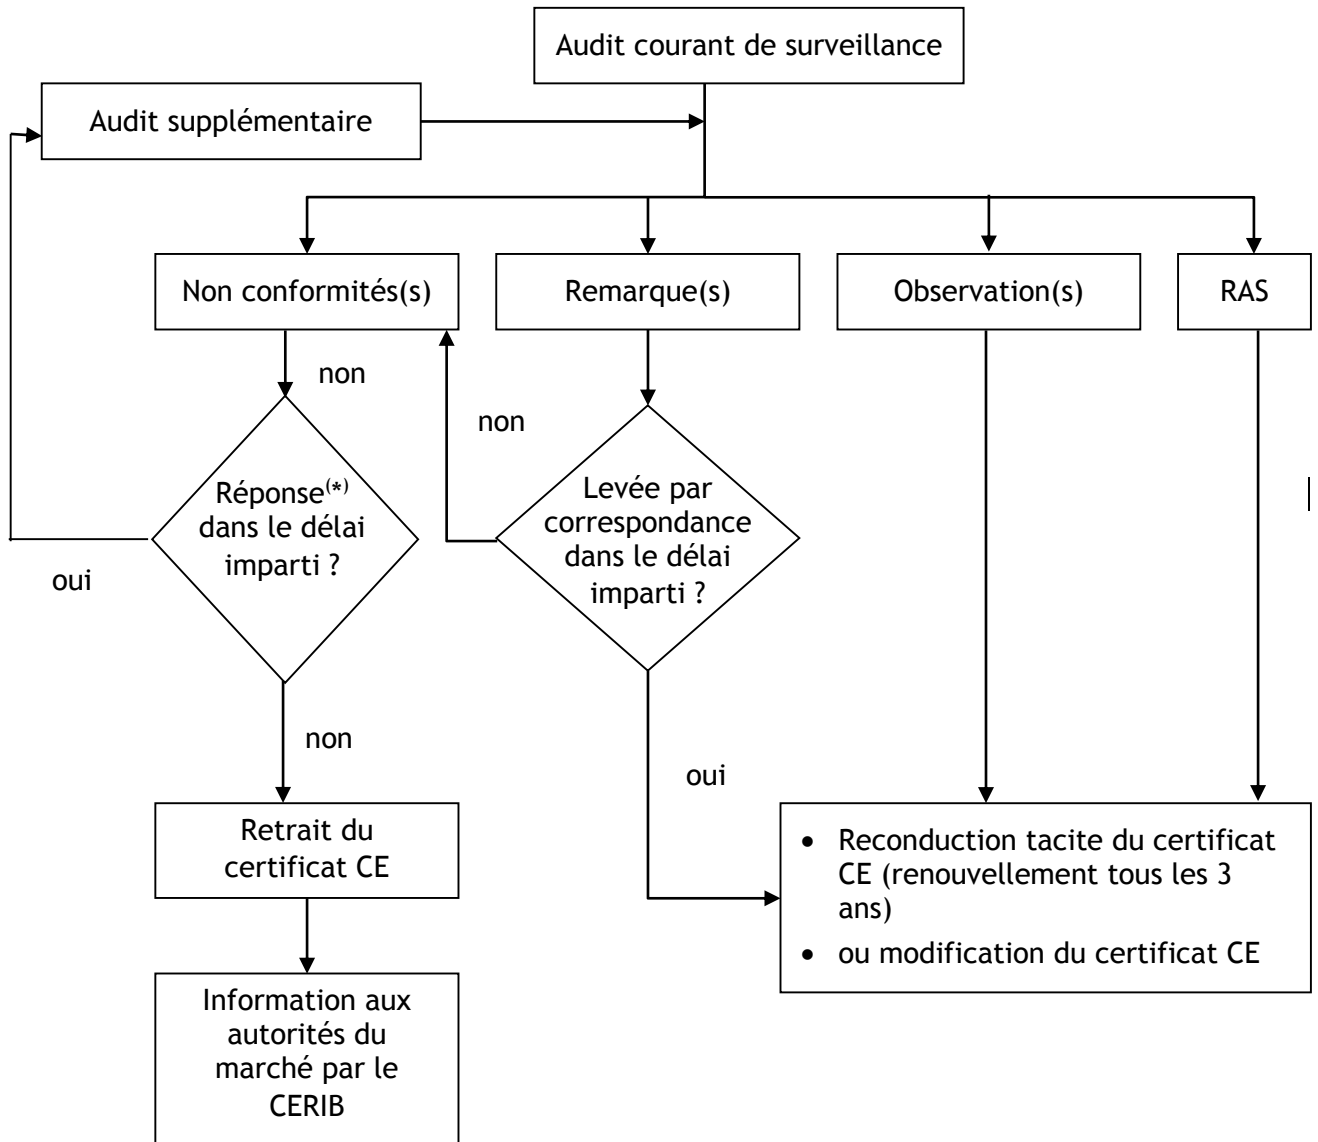 Audit courant de surveillance
Audit supplémentaire
Non conformités(s)
Remarque(s)
Observation(s)
RAS
non
non
Réponse(*)
dans le délai
imparti ?
Levée par
correspondance
dans le délai
imparti ?
oui
non
oui
Retrait du
certificat CE
• Reconduction tacite du certificat
CE (renouvellement tous les 3
ans)
• ou modification du certificat CE
Information aux
autorités du
marché par le
CERIB